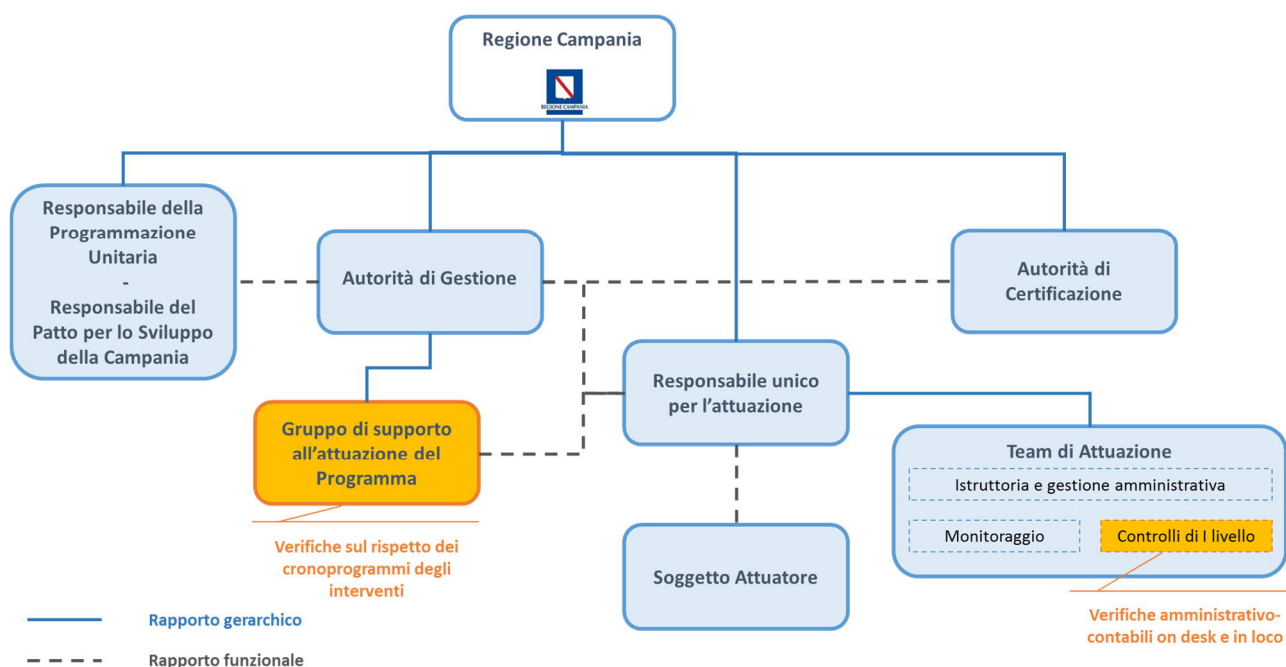 Regione Campania
REGIONE CAMPANIA
Responsabile della
Programmazione
Unitaria
-
Responsabile del
Patto per lo Sviluppo
della Campania
Autorità di Gestione
Autorità di
Certificazione
Responsabile unico
per l'attuazione
Gruppo di supporto
all'attuazione del
Programma
Team di Attuazione
Istruttoria e gestione amministrativa
Monitoraggio
Controlli di I livello
Verifiche sul rispetto dei
cronoprogrammi degli
interventi
Soggetto Attuatore
Verifiche amministrativo-
contabili on desk e in loco
Rapporto gerarchico
Rapporto funzionale